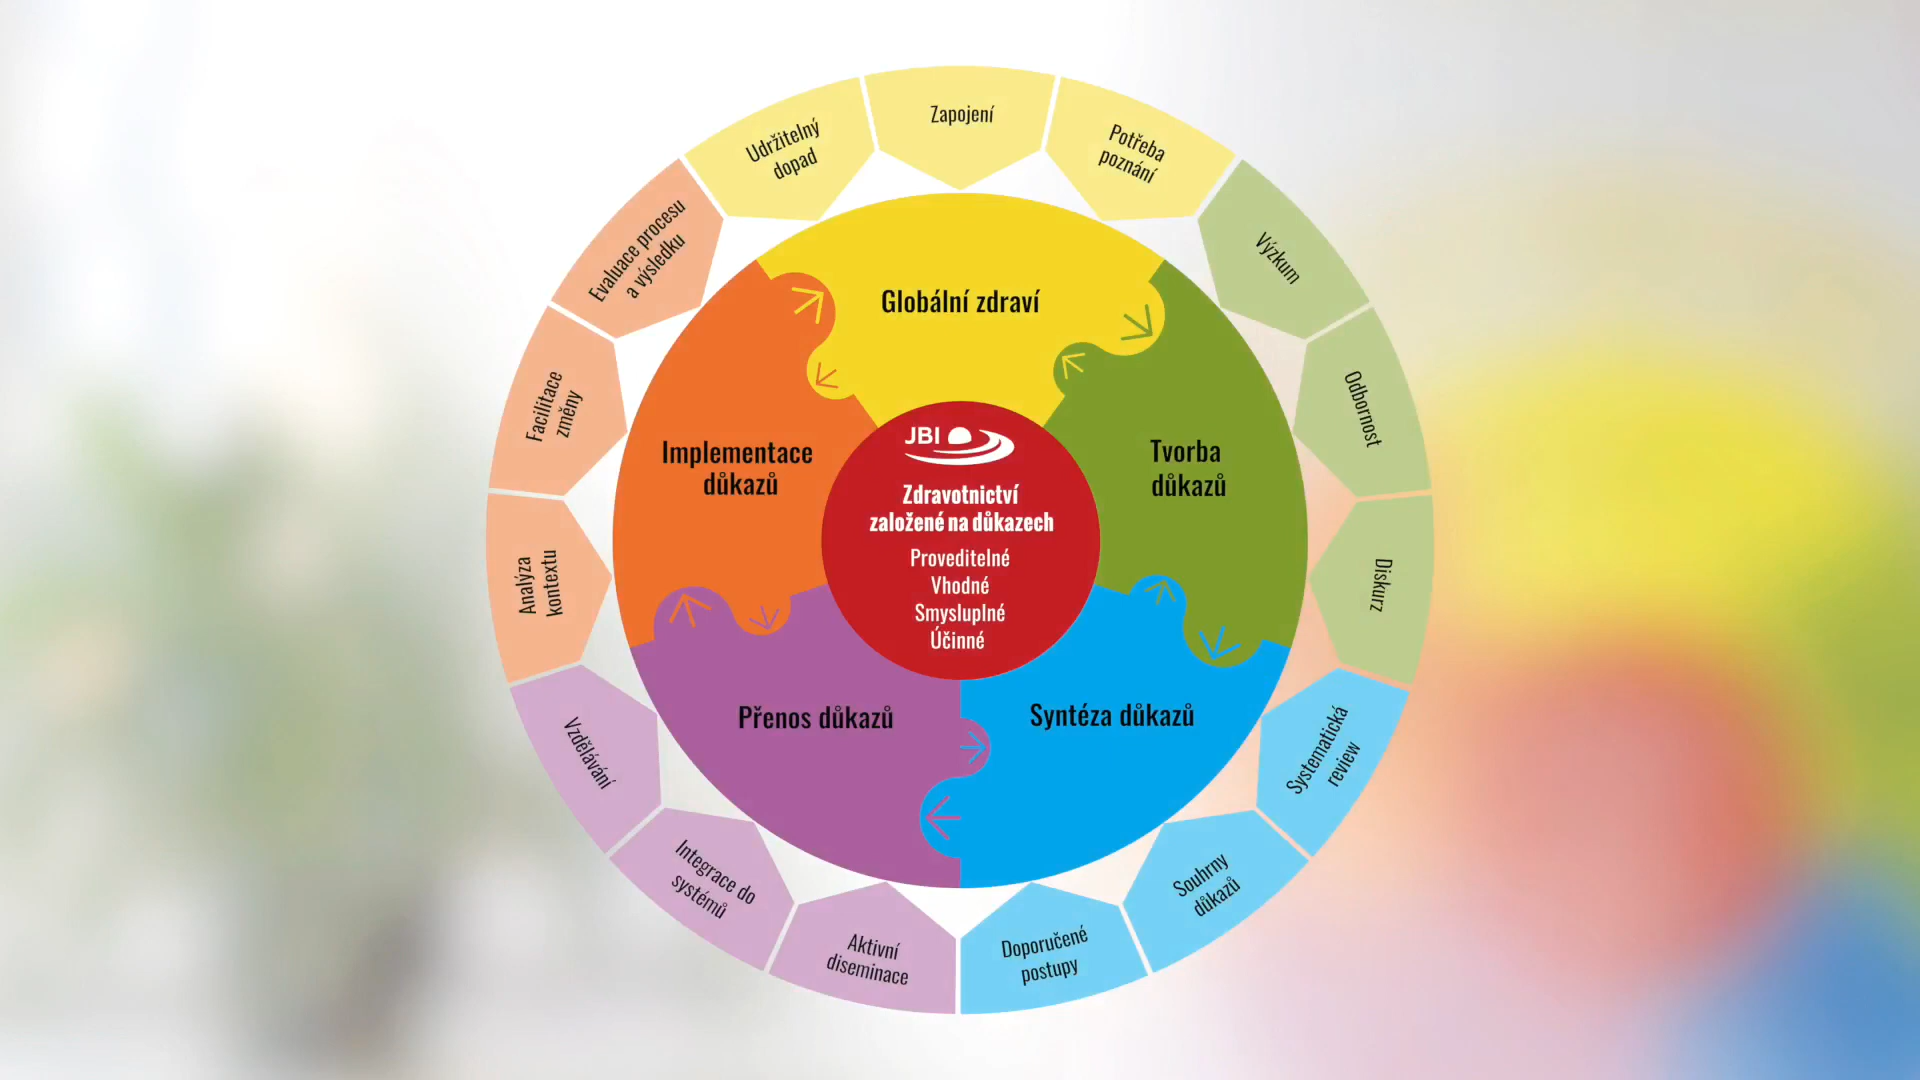 Zapojení
Potřeba
poznání
Výzkum
Odbornost
Diskurz
Systematická
review
Souhrny
důkazů
Doporučené
postupy
Aktivní
diseminace
Integrace do
systémů
Vzdělávání
Analýza
kontextu
Facilitace
změny
Evaluace procesu
a výsledku
Udržitelný
dopad
Globální zdraví
Tvorba
důkazů
Syntéza důkazů
Přenos důkazů
Implementace
důkazů
JBI
Zdravotnictví
založené na důkazech
Proveditelné
Vhodné
Smysluplné
Účinné